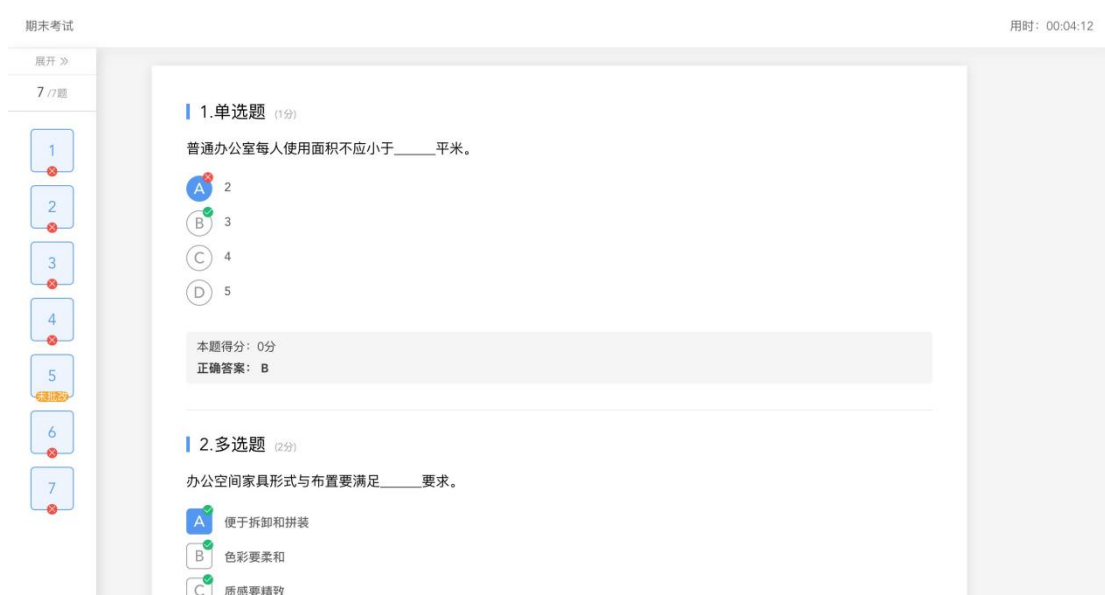 期末考试
用时：00:04:12
展开 >>
7 /7题
1
2
3
4
5
未批改
6
7
1.单选题 (1分)
普通办公室每人使用面积不应小于______平米。
A 2
B 3
C 4
D 5
本题得分：0分
正确答案： B
2.多选题 (2分)
办公空间家具形式与布置要满足______要求。
A 便于拆卸和拼装
B 色彩要柔和
C 质感要精致